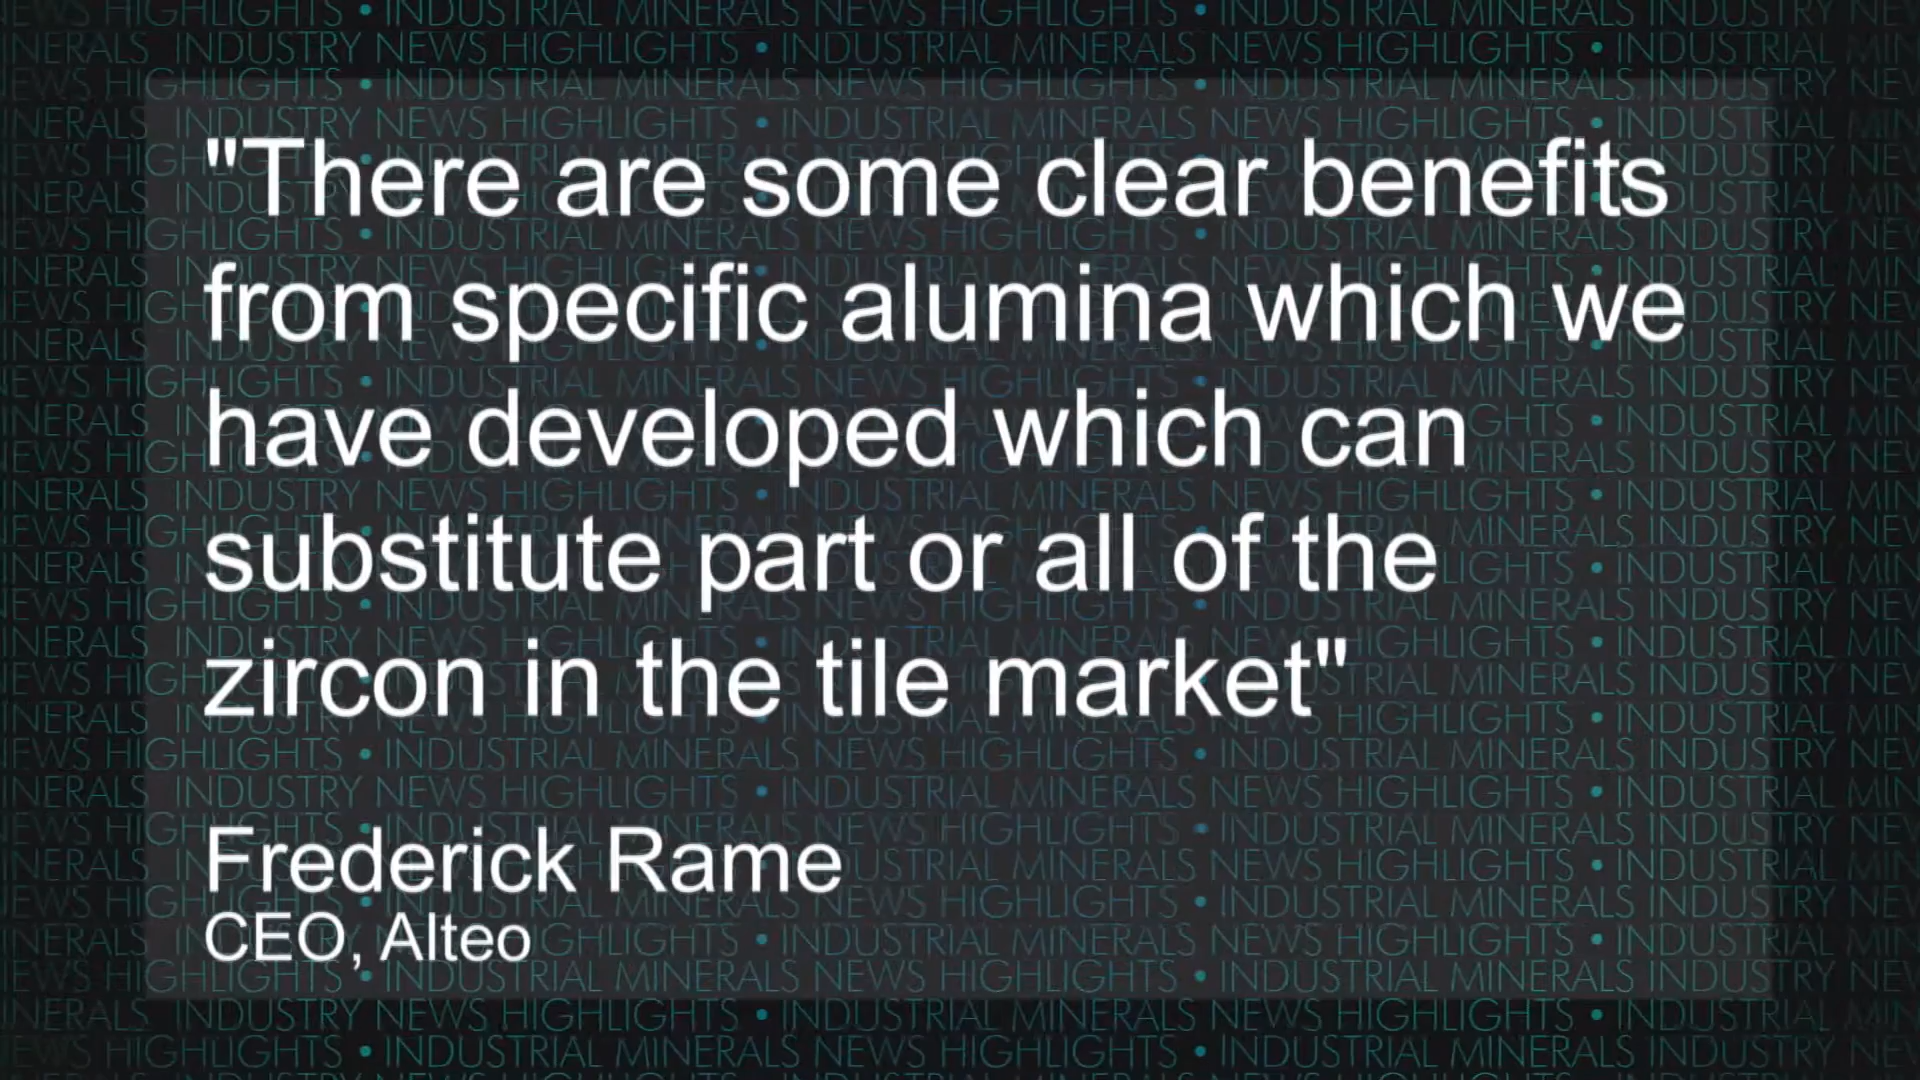 "There are some clear benefits
from specific alumina which we
have developed which can
substitute part or all of the
zircon in the tile market"
Frederick Rame
CEO, Alteo